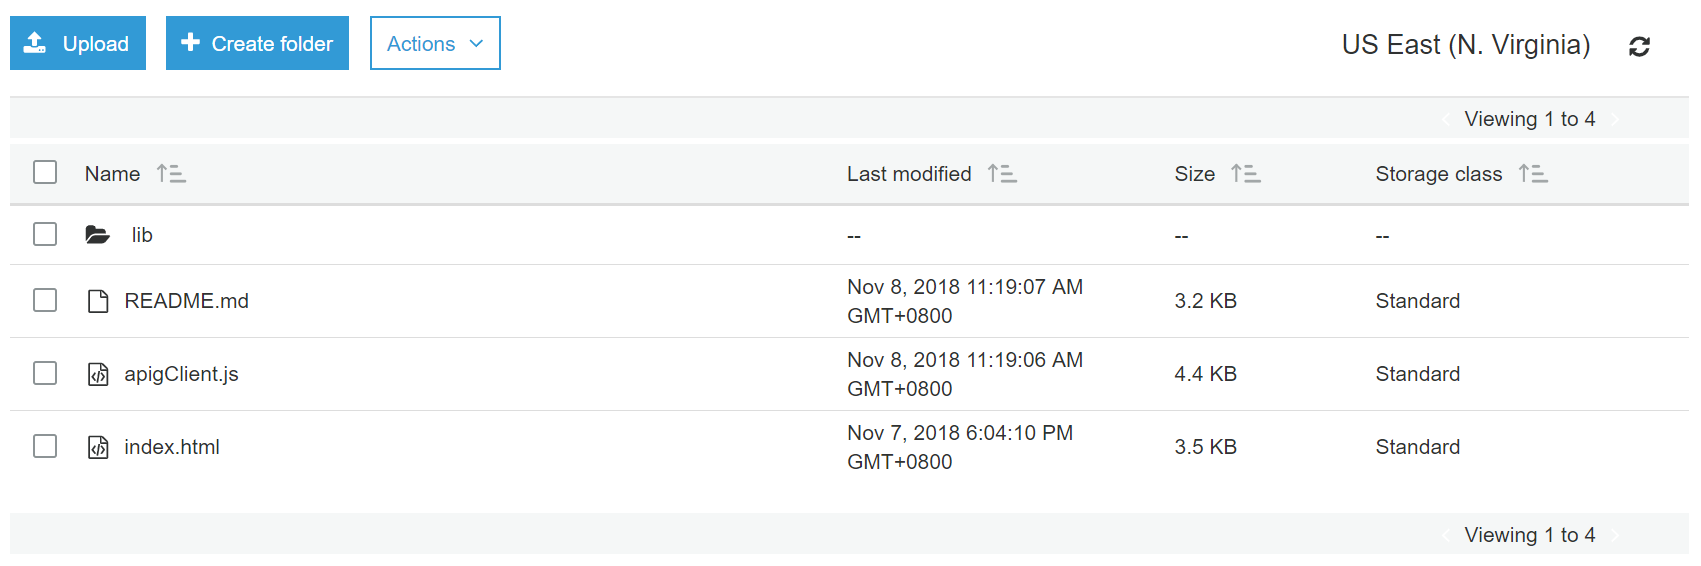 Upload Create folder Actions US East (N. Virginia)
Viewing 1 to 4
Name Last modified Size Storage class
lib -- -- --
README.md Nov 8, 2018 11:19:07 AM GMT+0800 3.2 KB Standard
apigClient.js Nov 8, 2018 11:19:06 AM GMT+0800 4.4 KB Standard
index.html Nov 7, 2018 6:04:10 PM GMT+0800 3.5 KB Standard
Viewing 1 to 4